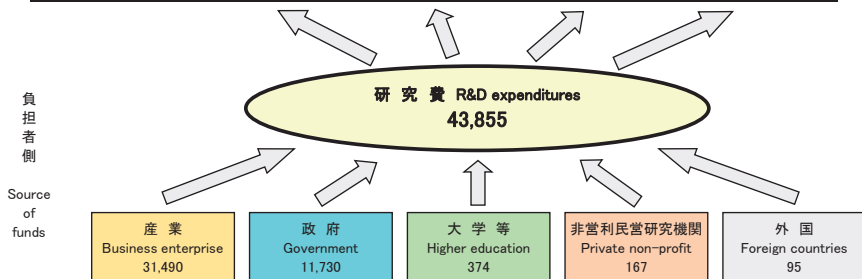 研 究 費 R&D expenditures
43,855
負
担
者
側
Source
of
funds
産 業
Business enterprise
31,490
政 府
Government
11,730
大 学 等
Higher education
374
非営利民営研究機関
Private non-profit
167
外 国
Foreign countries
95